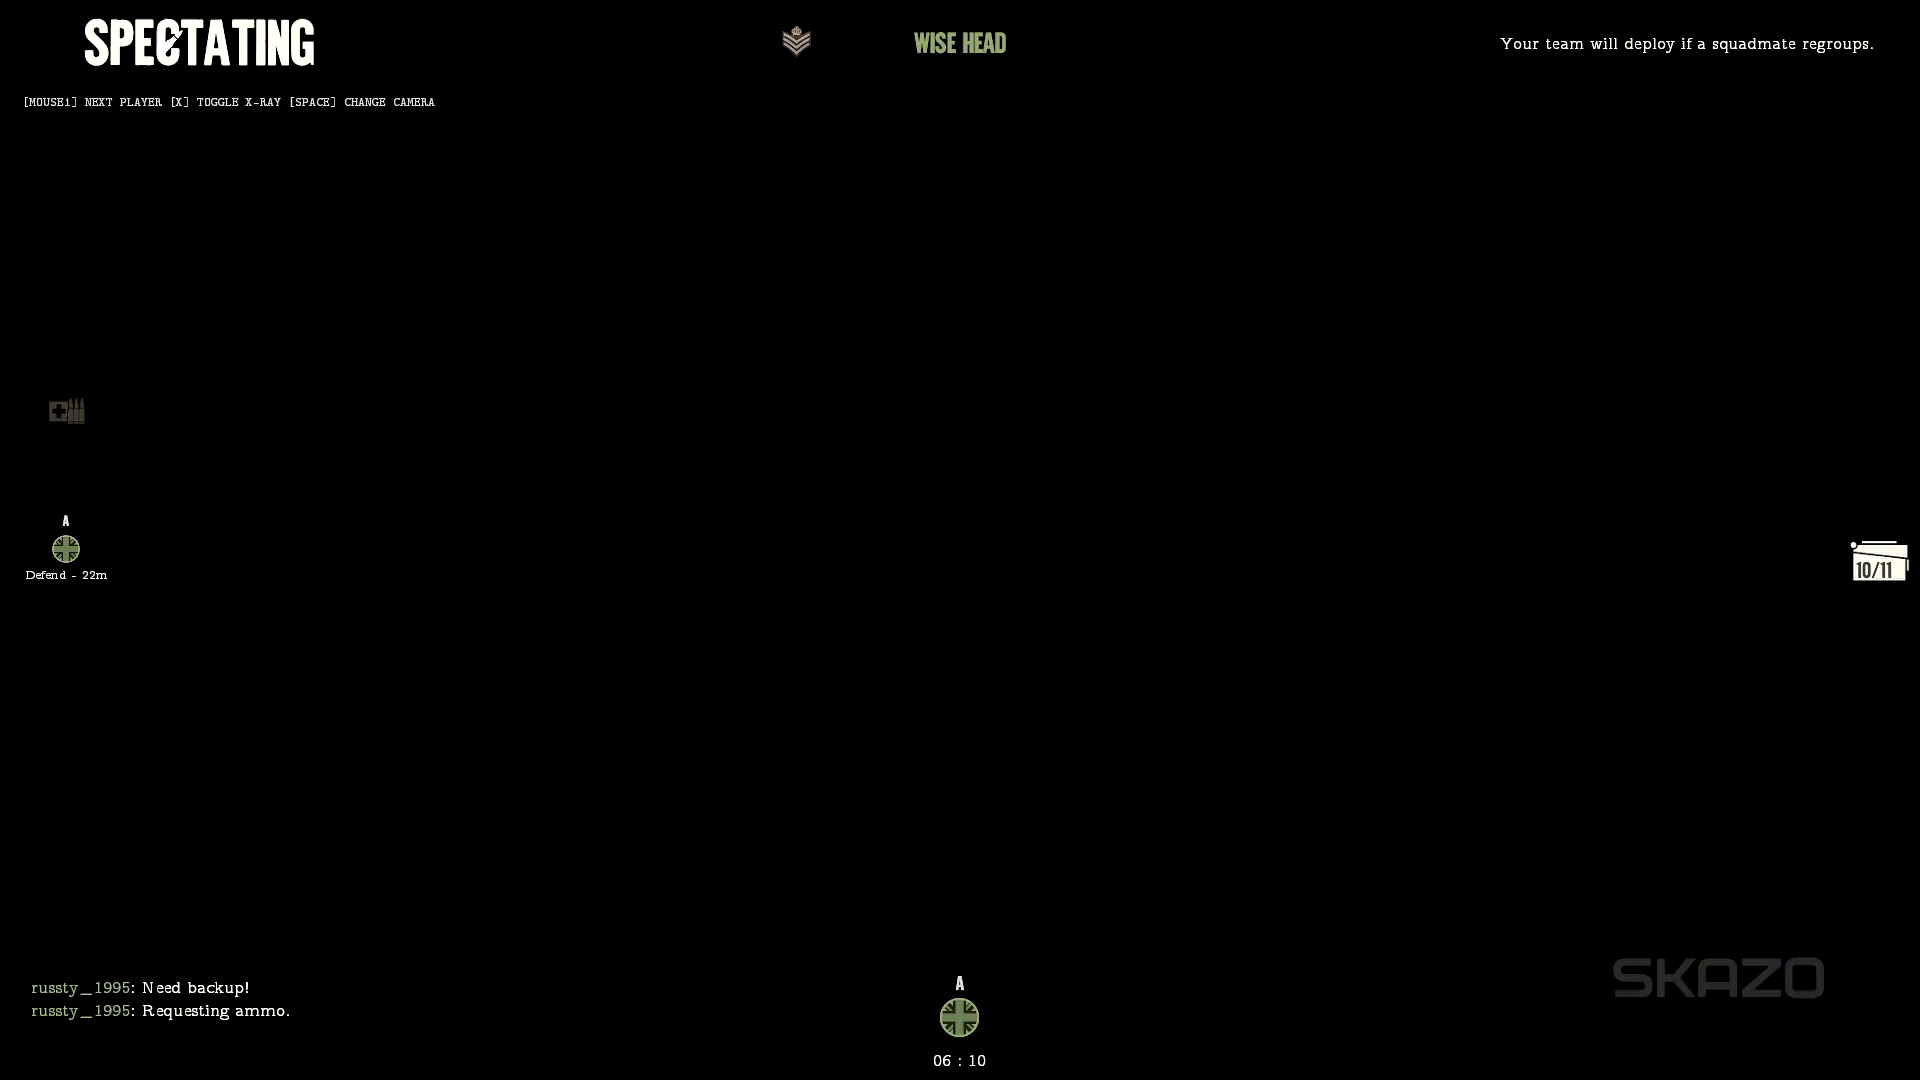 SPECTATING
WISE HEAD
Your team will deploy if a squadmate regroups.
[MOUSE1] NEXT PLAYER [X] TOGGLE X-RAY [SPACE] CHANGE CAMERA
A
Defend - 22m
10/11
russty_1995: Need backup!
russty_1995: Requesting ammo.
A
06 : 10
SKAZO